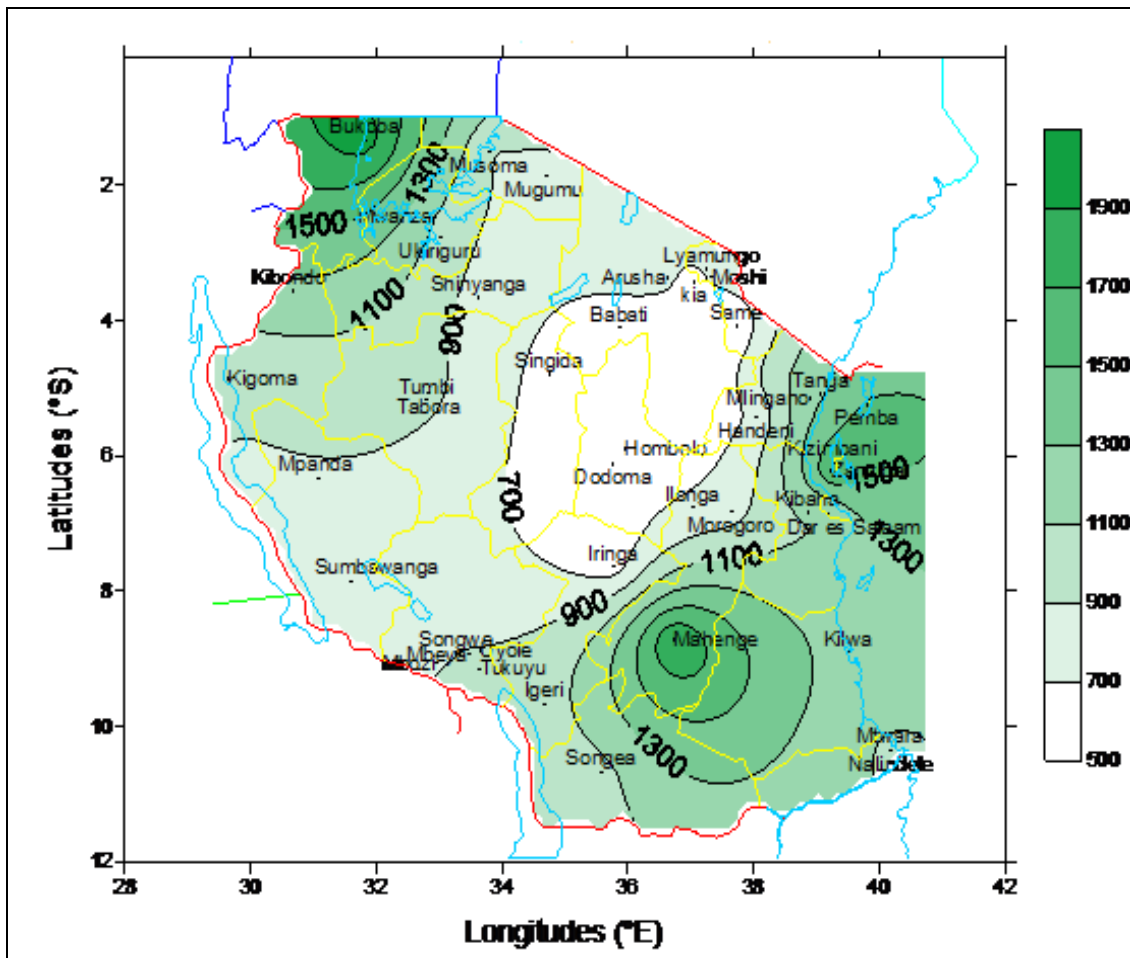 28 30 32 34 36 38 40 42
2
4
6
8
10
12
Latitudes (°S)
Longitudes (°E)
Bukoba
Musoma
Mugumu
1300
1500
Mwanza
Ukiriguru
Lyamungo
Kibondo
Shinyanga
Arusha
Moshi
kia
1100
900
Babati
Same
Singida
Kigoma
Tumbi
Tabora
Tanga
Mlingano
Pemba
Handeni
Kizimbani
Hombolo
Mpanda
Dodoma
1500
700
Ilonga
Kibaha
Morogoro
Dar es Salaam
1300
Iringa
1100
Sumbawanga
900
Songwe
Mahenge
Kilwa
Mbeya
Tukuyu
Igeri
1300
Songea
Mtwara
Naliendele
1900
1700
1500
1300
1100
900
700
500